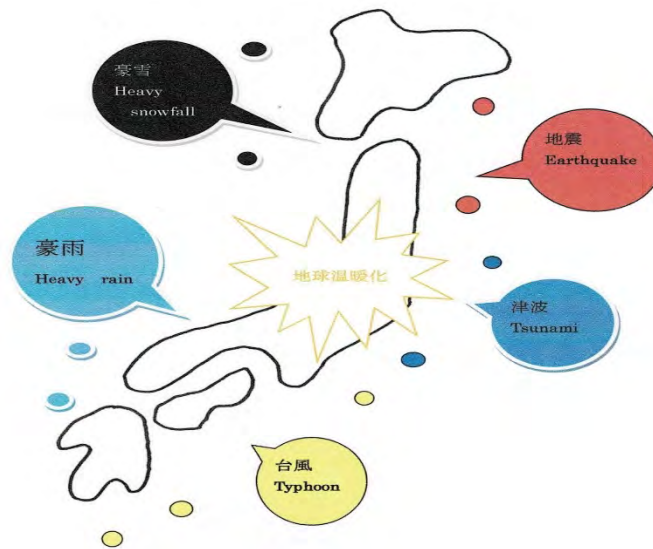 豪雪
Heavy
snowfall
地震
Earthquake
豪雨
Heavy rain
地球温暖化
津波
Tsunami
台風
Typhoon